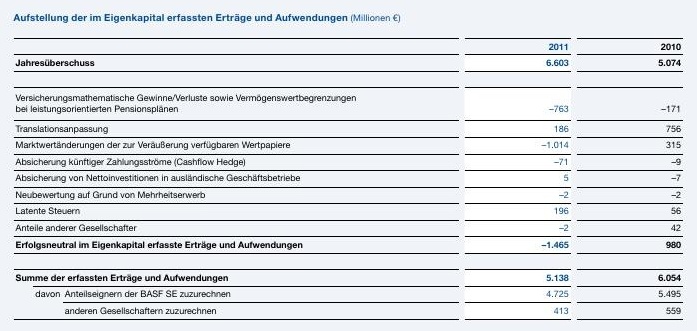 Aufstellung der im Eigenkapital erfassten Erträge und Aufwendungen (Millionen €)
2011 2010
Jahresüberschuss 6.603 5.074
Versicherungsmathematische Gewinne/Verluste sowie Vermögenswertbegrenzungen
bei leistungsorientierten Pensionsplänen –763 –171
Translationsanpassung 186 756
Marktwertänderungen der zur Veräußerung verfügbaren Wertpapiere –1.014 315
Absicherung künftiger Zahlungsströme (Cashflow Hedge) –71 –9
Absicherung von Nettoinvestitionen in ausländische Geschäftsbetriebe 5 –7
Neubewertung auf Grund von Mehrheitserwerb –2 –2
Latente Steuern 196 56
Anteile anderer Gesellschafter –2 42
Erfolgsneutral im Eigenkapital erfasste Erträge und Aufwendungen –1.465 980
Summe der erfassten Erträge und Aufwendungen 5.138 6.054
davon Anteilseignern der BASF SE zuzurechnen 4.725 5.495
anderen Gesellschaftern zuzurechnen 413 559